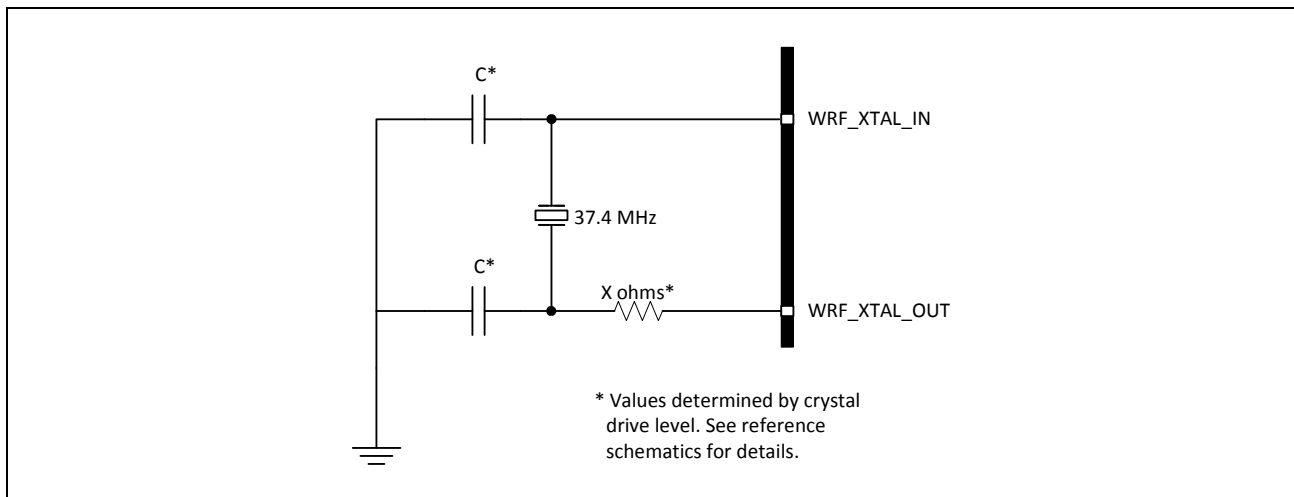 C*
WRF_XTAL_IN
37.4 MHz
C*
X ohms*
WRF_XTAL_OUT
* Values determined by crystal
drive level. See reference
schematics for details.